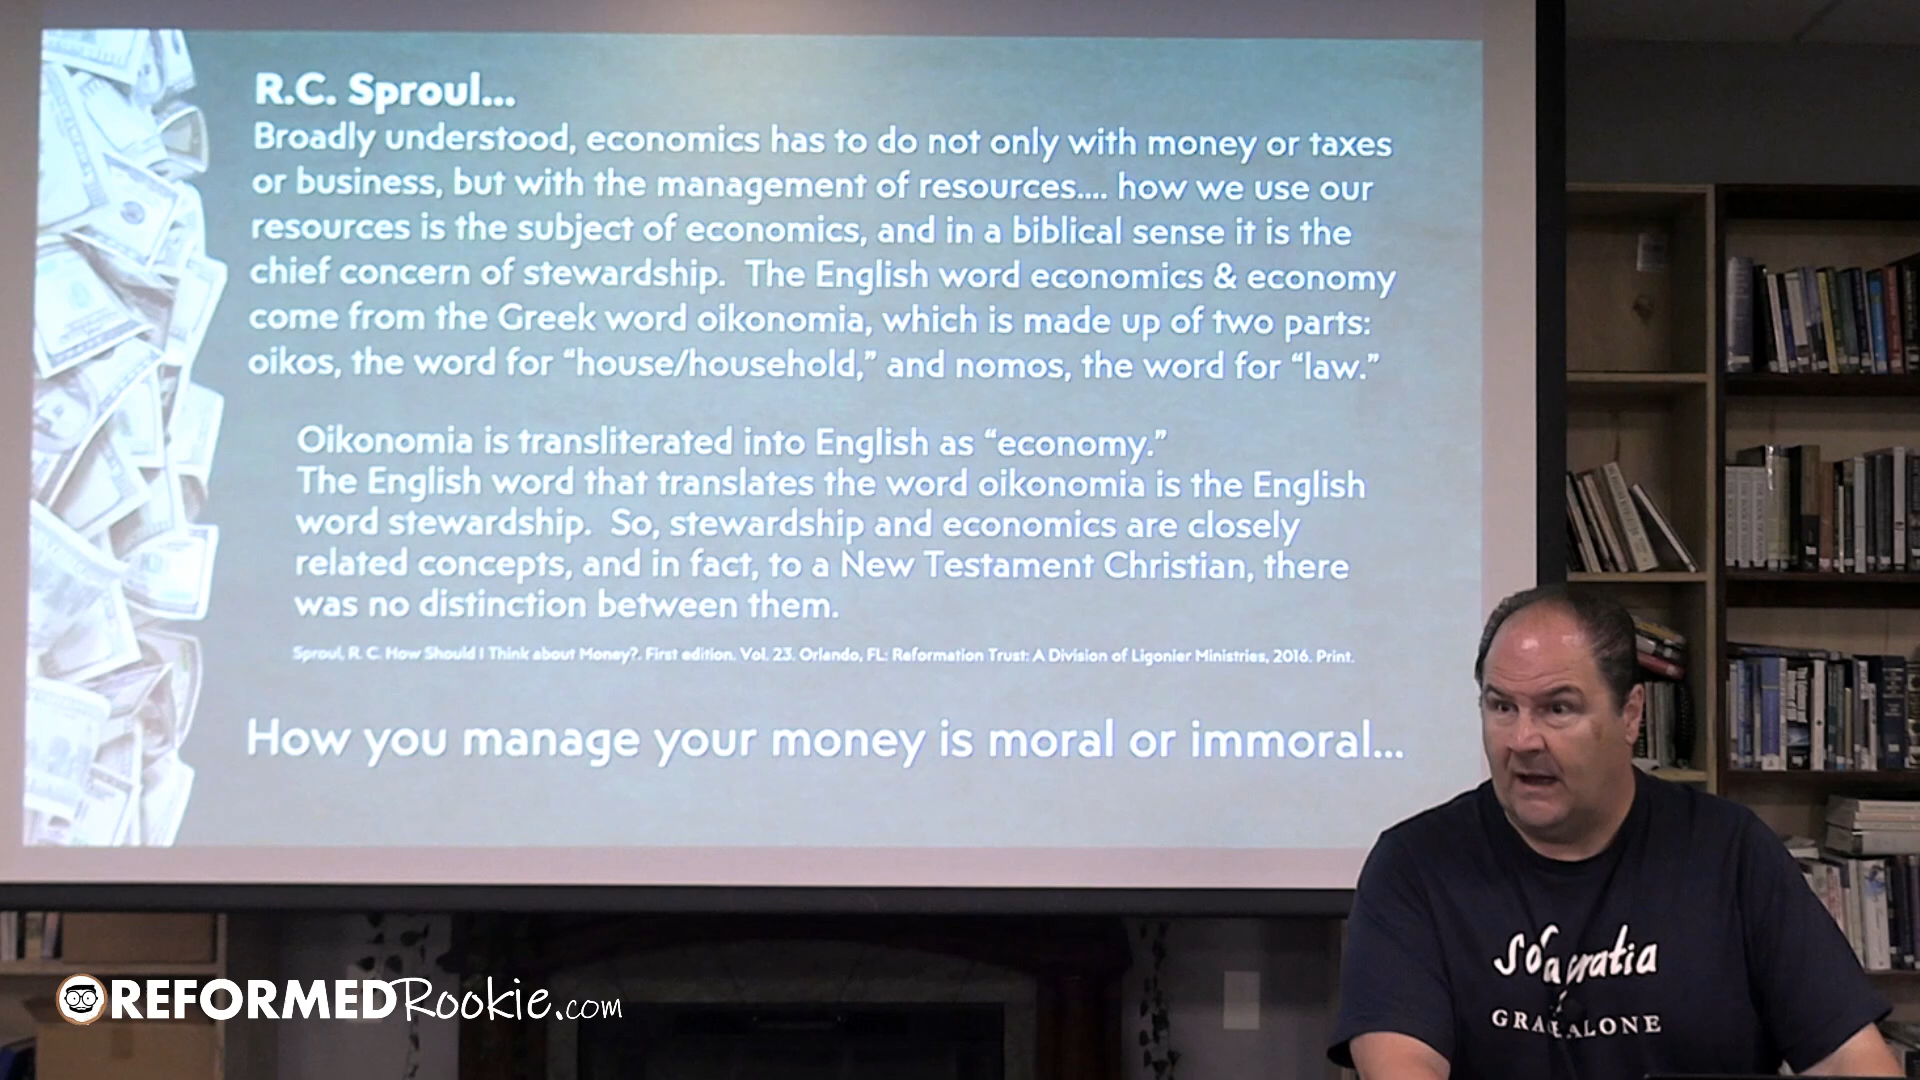 R.C. Sproul...
Broadly understood, economics has to do not only with money or taxes
or business, but with the management of resources.... how we use our
resources is the subject of economics, and in a biblical sense it is the
chief concern of stewardship.  The English word economics & economy
come from the Greek word oikonomia, which is made up of two parts:
oikos, the word for “house/household,” and nomos, the word for “law.”
Oikonomia is transliterated into English as “economy.”
The English word that translates the word oikonomia is the English
word stewardship.  So, stewardship and economics are closely
related concepts, and in fact, to a New Testament Christian, there
was no distinction between them.
Sproul, R. C. How Should I Think about Money?. First edition. Vol. 23. Orlando, FL: Reformation Trust: A Division of Ligonier Ministries, 2016. Print.
How you manage your money is moral or immoral...
GRACE ALONE
REFORMEDRookie.com